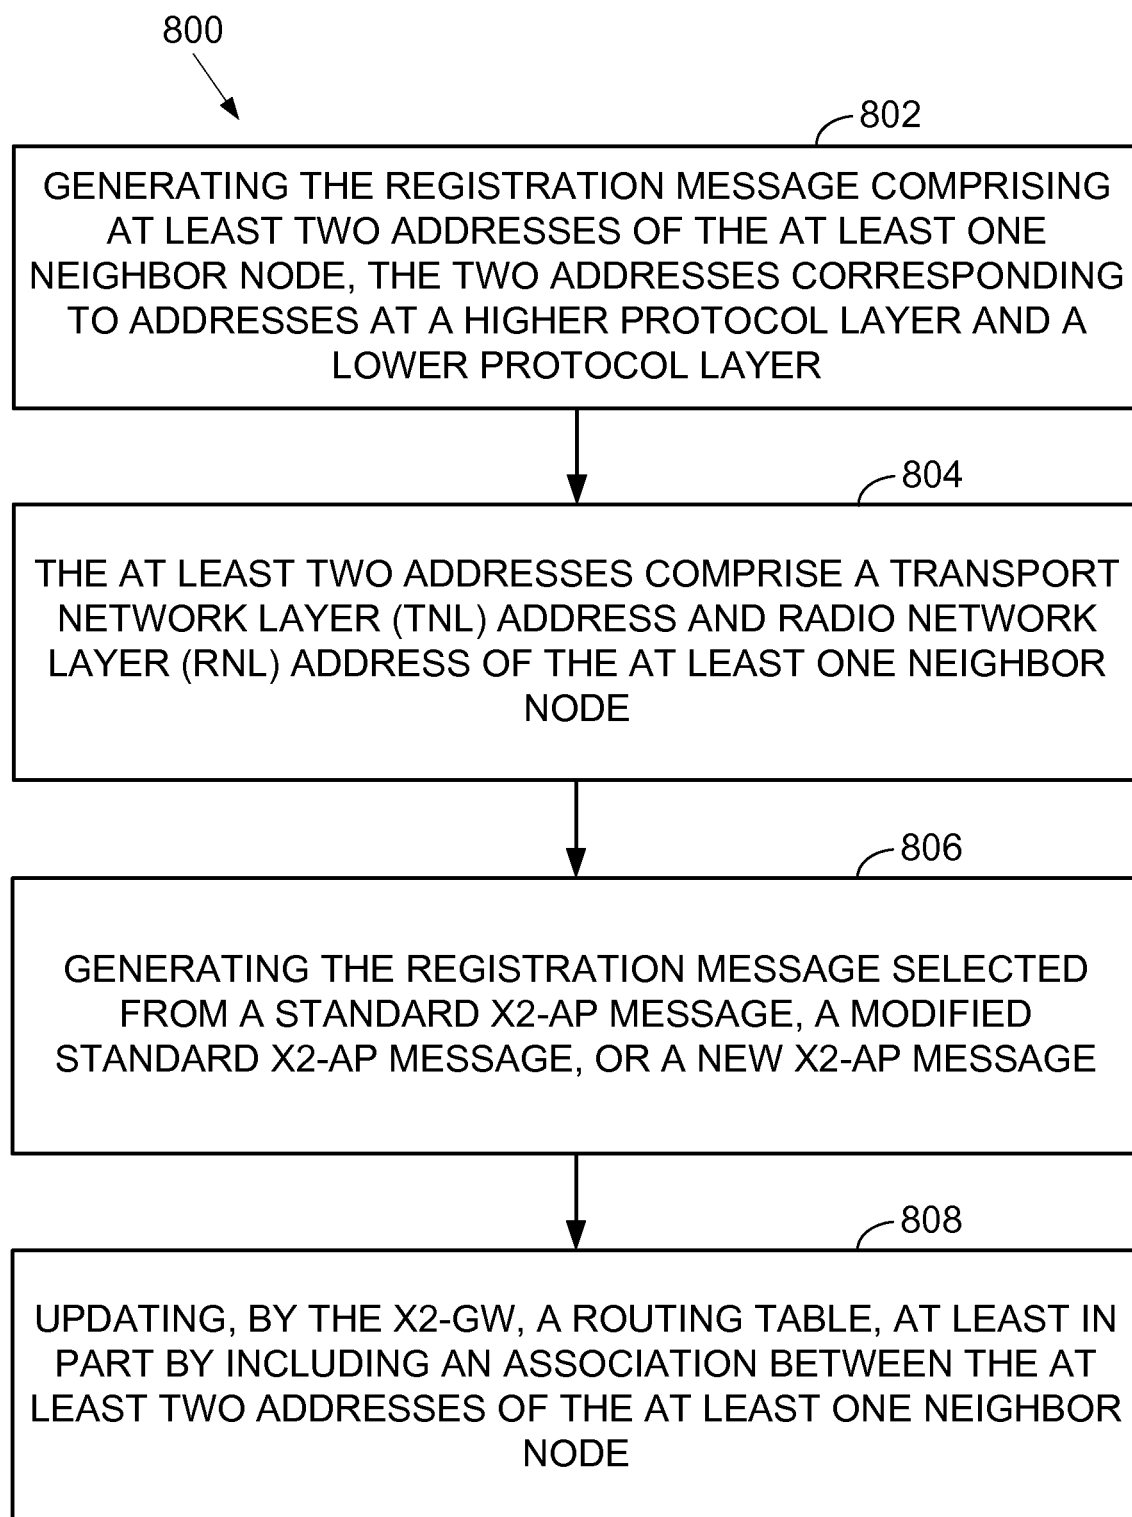 800
802
GENERATING THE REGISTRATION MESSAGE COMPRISING
AT LEAST TWO ADDRESSES OF THE AT LEAST ONE
NEIGHBOR NODE, THE TWO ADDRESSES CORRESPONDING
TO ADDRESSES AT A HIGHER PROTOCOL LAYER AND A
LOWER PROTOCOL LAYER
804
THE AT LEAST TWO ADDRESSES COMPRISE A TRANSPORT
NETWORK LAYER (TNL) ADDRESS AND RADIO NETWORK
LAYER (RNL) ADDRESS OF THE AT LEAST ONE NEIGHBOR
NODE
806
GENERATING THE REGISTRATION MESSAGE SELECTED
FROM A STANDARD X2-AP MESSAGE, A MODIFIED
STANDARD X2-AP MESSAGE, OR A NEW X2-AP MESSAGE
808
UPDATING, BY THE X2-GW, A ROUTING TABLE, AT LEAST IN
PART BY INCLUDING AN ASSOCIATION BETWEEN THE AT
LEAST TWO ADDRESSES OF THE AT LEAST ONE NEIGHBOR
NODE